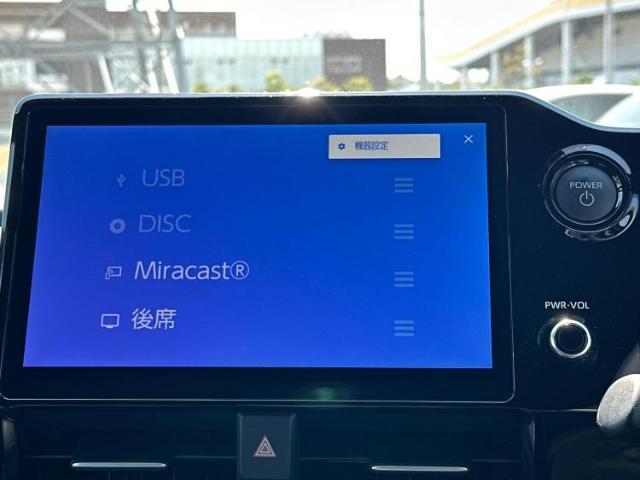 機器設定
USB
DISC
Miracast®
後席
POWER
PWR•VOL